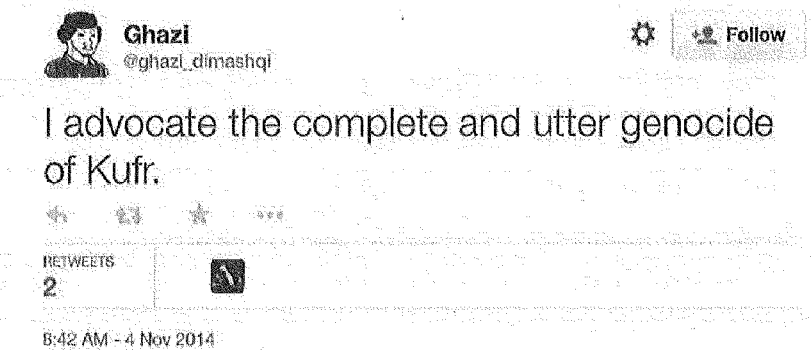 Ghazi
@ghazi_dimashqi
Follow
I advocate the complete and utter genocide
of Kufr.
RETWEETS
2
8:42 AM - 4 Nov 2014